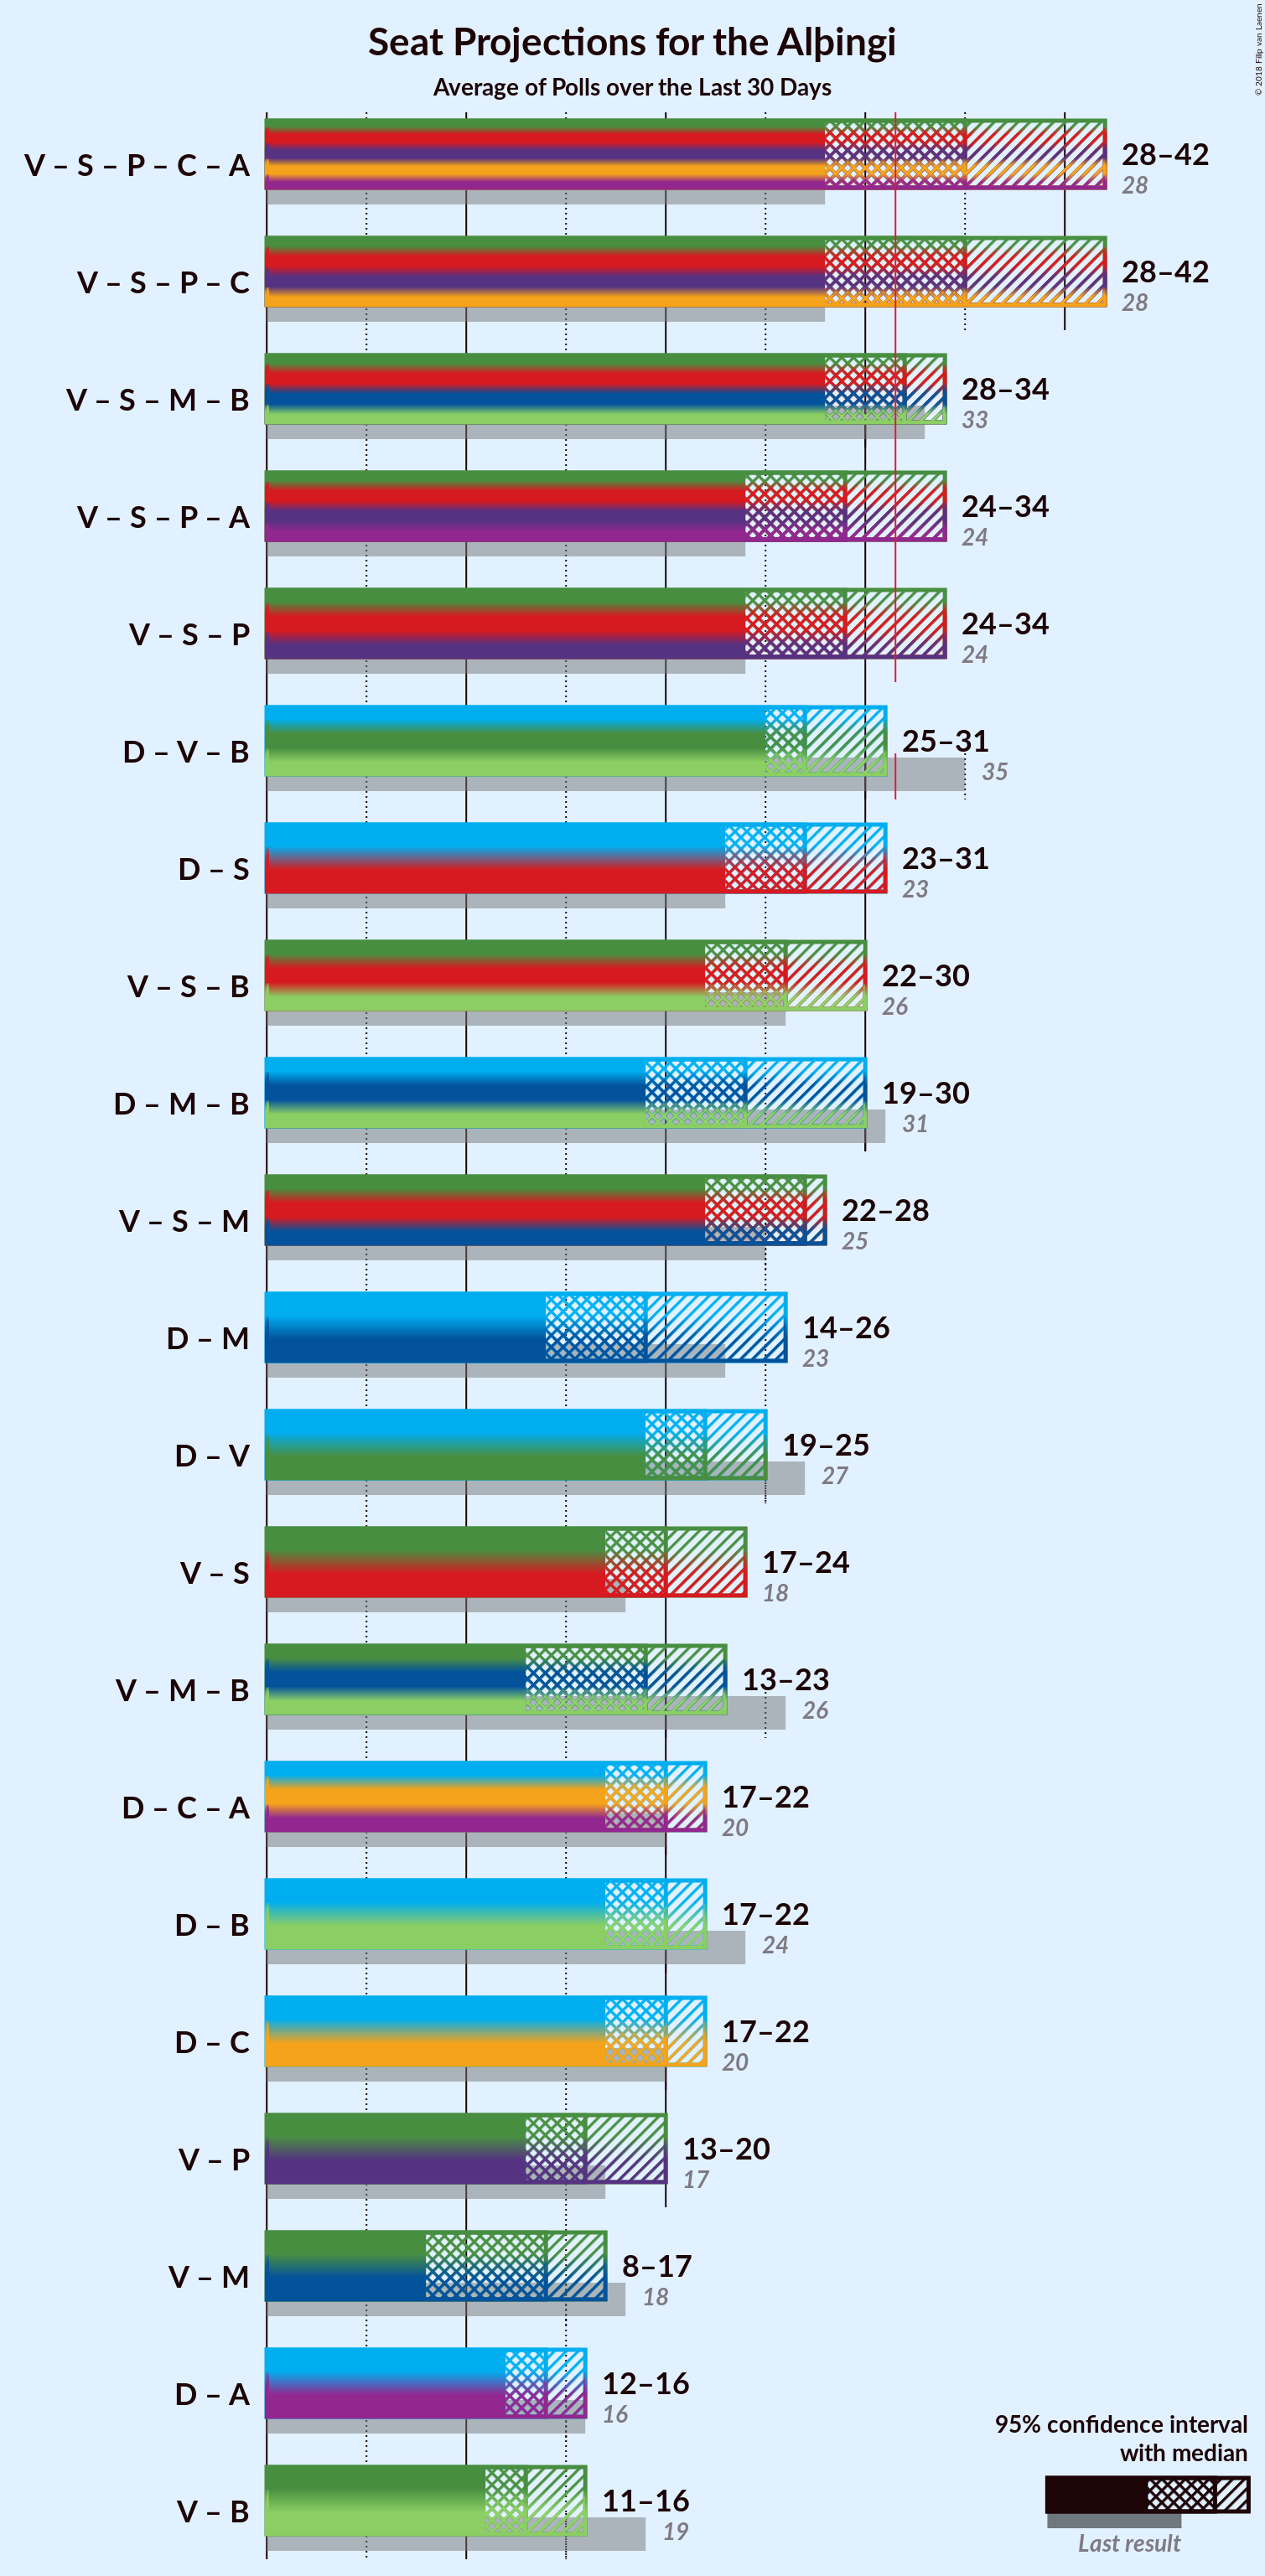 Seat Projections for the Alþingi
Average of Polls over the Last 30 Days
© 2018 Filip van Laenen
V – S – P – C – A
28–42
28
V – S – P – C
28–42
28
V – S – M – B
28–34
33
V – S – P – A
24–34
24
V – S – P
24–34
24
D – V – B
25–31
35
D – S
23–31
23
V – S – B
22–30
26
D – M – B
19–30
31
V – S – M
22–28
25
D – M
14–26
23
D – V
19–25
27
V – S
17–24
18
V – M – B
13–23
26
D – C – A
17–22
20
D – B
17–22
24
D – C
17–22
20
V – P
13–20
17
V – M
8–17
18
D – A
12–16
16
V – B
11–16
19
95% confidence interval
with median
Last result